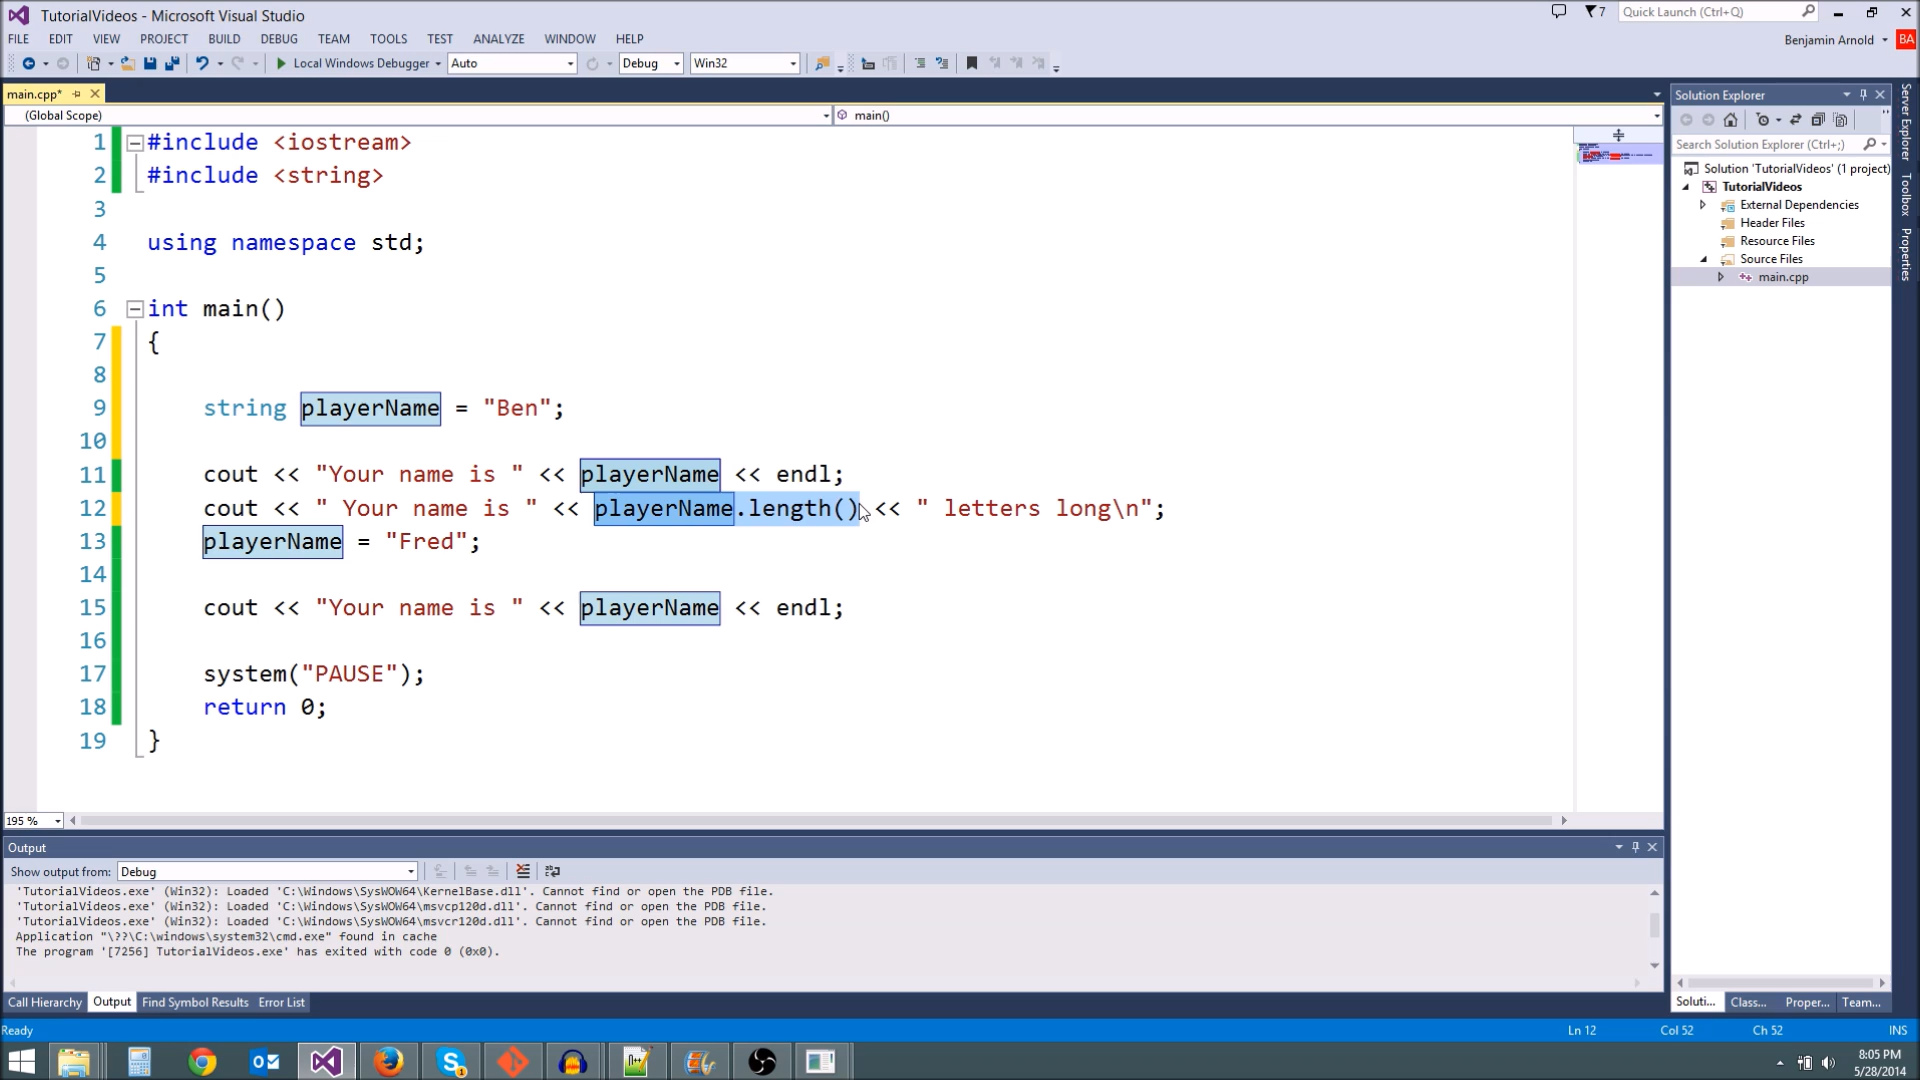 TutorialVideos - Microsoft Visual Studio
7
Quick Launch (Ctrl+Q)
FILE EDIT VIEW PROJECT BUILD DEBUG TEAM TOOLS TEST ANALYZE WINDOW HELP
Benjamin Arnold BA
Local Windows Debugger Auto Debug Win32
main.cpp*
(Global Scope) main()
1 #include <iostream>
2 #include <string>
3
4 using namespace std;
5
6 int main()
7 {
8
9 string playerName = "Ben";
10
11 cout << "Your name is " << playerName << endl;
12 cout << " Your name is " << playerName.length() << " letters long\n";
13 playerName = "Fred";
14
15 cout << "Your name is " << playerName << endl;
16
17 system("PAUSE");
18 return 0;
19 }
195 %
Solution Explorer
Search Solution Explorer (Ctrl+;)
Solution 'TutorialVideos' (1 project)
TutorialVideos
External Dependencies
Header Files
Resource Files
Source Files
main.cpp
Server Explorer
Toolbox
Properties
Output
Show output from: Debug
'TutorialVideos.exe' (Win32): Loaded 'C:\Windows\SysWOW64\KernelBase.dll'. Cannot find or open the PDB file.
'TutorialVideos.exe' (Win32): Loaded 'C:\Windows\SysWOW64\msvcp120d.dll'. Cannot find or open the PDB file.
'TutorialVideos.exe' (Win32): Loaded 'C:\Windows\SysWOW64\msvcr120d.dll'. Cannot find or open the PDB file.
Application "\??\C:\windows\system32\cmd.exe" found in cache
The program '[7256] TutorialVideos.exe' has exited with code 0 (0x0).
Call Hierarchy Output Find Symbol Results Error List
Soluti... Class... Proper... Team...
Ready Ln 12 Col 52 Ch 52 INS
8:05 PM
5/28/2014